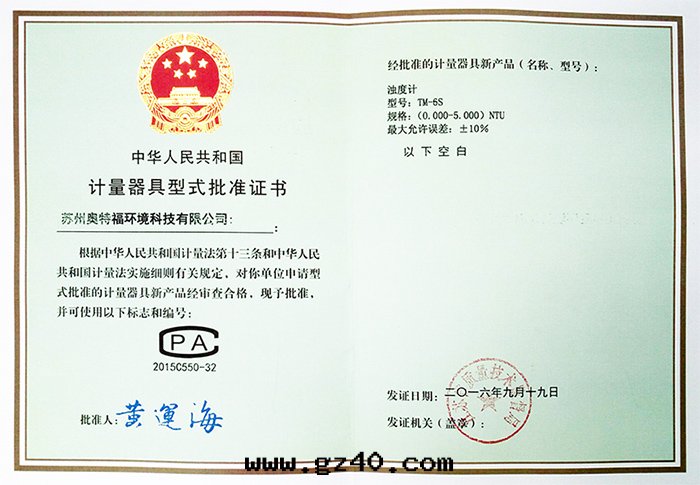 中华人民共和国
计量器具型式批准证书
苏州奥特福环境科技有限公司:
:
根据中华人民共和国计量法第十三条和中华人民
共和国计量法实施细则有关规定，对你单位申请型
式批准的计量器具新产品经审查合格，现予批准，
并可使用以下标志和编号:
CPA
2015C550-32
批准人: 黄運海
经批准的计量器具新产品（名称、型号）:
浊度计
型号: TM-6S
规格: (0.000-5.000) NTU
最大允许误差: ±10%
以下空白
发证日期: 二〇一六年九月十九日
发证机关（盖章）:
www.gz40.com